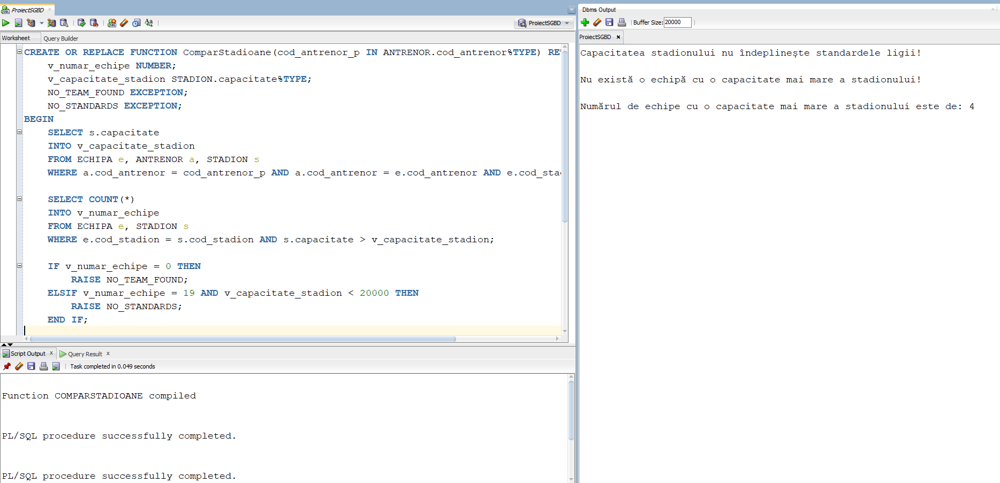 ProiectSGBD
ProiectSGBD
Worksheet Query Builder
CREATE OR REPLACE FUNCTION ComparStadioane(cod_antrenor_p IN ANTRENOR.cod_antrenor%TYPE) RE
    v_numar_echipe NUMBER;
    v_capacitate_stadion STADION.capacitate%TYPE;
    NO_TEAM_FOUND EXCEPTION;
    NO_STANDARDS EXCEPTION;
BEGIN
    SELECT s.capacitate
    INTO v_capacitate_stadion
    FROM ECHIPA e, ANTRENOR a, STADION s
    WHERE a.cod_antrenor = cod_antrenor_p AND a.cod_antrenor = e.cod_antrenor AND e.cod_sta
    SELECT COUNT(*)
    INTO v_numar_echipe
    FROM ECHIPA e, STADION s
    WHERE e.cod_stadion = s.cod_stadion AND s.capacitate > v_capacitate_stadion;
    IF v_numar_echipe = 0 THEN
        RAISE NO_TEAM_FOUND;
    ELSIF v_numar_echipe = 19 AND v_capacitate_stadion < 20000 THEN
        RAISE NO_STANDARDS;
    END IF;
Script Output x Query Result x
Task completed in 0.049 seconds
Function COMPARSTADIOANE compiled
PL/SQL procedure successfully completed.
PL/SQL procedure successfully completed.
Dbms Output
Buffer Size: 20000
ProiectSGBD
Capacitatea stadionului nu îndeplinește standardele ligii!
Nu există o echipă cu o capacitate mai mare a stadionului!
Numărul de echipe cu o capacitate mai mare a stadionului este de: 4